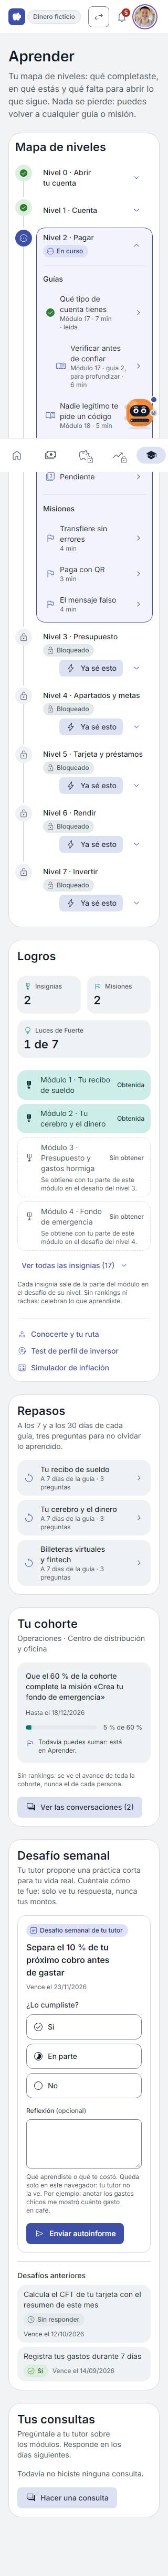 Dinero ficticio
5
Aprender
Tu mapa de niveles: qué completaste,
en qué estás y qué falta para abrir lo
que sigue. Nada se pierde: puedes
volver a cualquier guía o misión.
Mapa de niveles
Nivel 0 · Abrir
tu cuenta
Nivel 1 · Cuenta
Nivel 2 · Pagar
En curso
Guías
Qué tipo de
cuenta tienes
Módulo 17 · 7 min
· leída
Verificar antes
de confiar
Módulo 17 · guía 2,
para profundizar ·
6 min
Nadie legítimo te
pide un código
Módulo 18 · 5 min
Pendiente
Misiones
Transfiere sin
errores
4 min
Paga con QR
3 min
El mensaje falso
4 min
Nivel 3 · Presupuesto
Bloqueado
Ya sé esto
Nivel 4 · Apartados y metas
Bloqueado
Ya sé esto
Nivel 5 · Tarjeta y préstamos
Bloqueado
Ya sé esto
Nivel 6 · Rendir
Bloqueado
Ya sé esto
Nivel 7 · Invertir
Bloqueado
Ya sé esto
Logros
Insignias
2
Misiones
2
Luces de Fuerte
1 de 7
Módulo 1 · Tu recibo
de sueldo
Obtenida
Módulo 2 · Tu
cerebro y el dinero
Obtenida
Módulo 3 ·
Presupuesto y
gastos hormiga
Sin obtener
Se obtiene con tu parte de este
módulo en el desafío del nivel 3.
Módulo 4 · Fondo
de emergencia
Sin obtener
Se obtiene con tu parte de este
módulo en el desafío del nivel 4.
Ver todas las insignias (17)
Cada insignia sale de la parte del módulo en
el desafío de su nivel. Sin rankings ni
rachas: celebran lo que aprendiste.
Conocerte y tu ruta
Test de perfil de inversor
Simulador de inflación
Repasos
A los 7 y a los 30 días de cada
guía, tres preguntas para no olvidar
lo aprendido.
Tu recibo de sueldo
A 7 días de la guía · 3
preguntas
Tu cerebro y el dinero
A 7 días de la guía · 3
preguntas
Billeteras virtuales
y fintech
A 7 días de la guía · 3
preguntas
Tu cohorte
Operaciones · Centro de distribución
y oficina
Que el 60 % de la cohorte
complete la misión «Crea tu
fondo de emergencia»
Hasta el 18/12/2026
5 % de 60 %
Todavía puedes sumar: está
en Aprender.
Sin rankings: se ve el avance de toda la
cohorte, nunca el de cada persona.
Ver las conversaciones (2)
Desafío semanal
Tu tutor propone una práctica corta
para tu vida real. Cuéntale cómo
te fue: solo ve tu respuesta, nunca
tus montos.
Desafío semanal de tu tutor
Separa el 10 % de tu
próximo cobro antes
de gastar
Vence el 23/11/2026
¿Lo cumpliste?
Sí
En parte
No
Reflexión (opcional)
Qué aprendiste o qué te costó. Queda
solo en este navegador: tu tutor no
la ve. Por ejemplo: anotar los gastos
chicos me mostró cuánto gasto
en café.
Enviar autoinforme
Desafíos anteriores
Calcula el CFT de tu tarjeta con el
resumen de este mes
Sin responder
Vence el 12/10/2026
Registra tus gastos durante 7 días
Sí
Vence el 14/09/2026
Tus consultas
Pregúntale a tu tutor sobre
los módulos. Responde en los
días siguientes.
Todavía no hiciste ninguna consulta.
Hacer una consulta